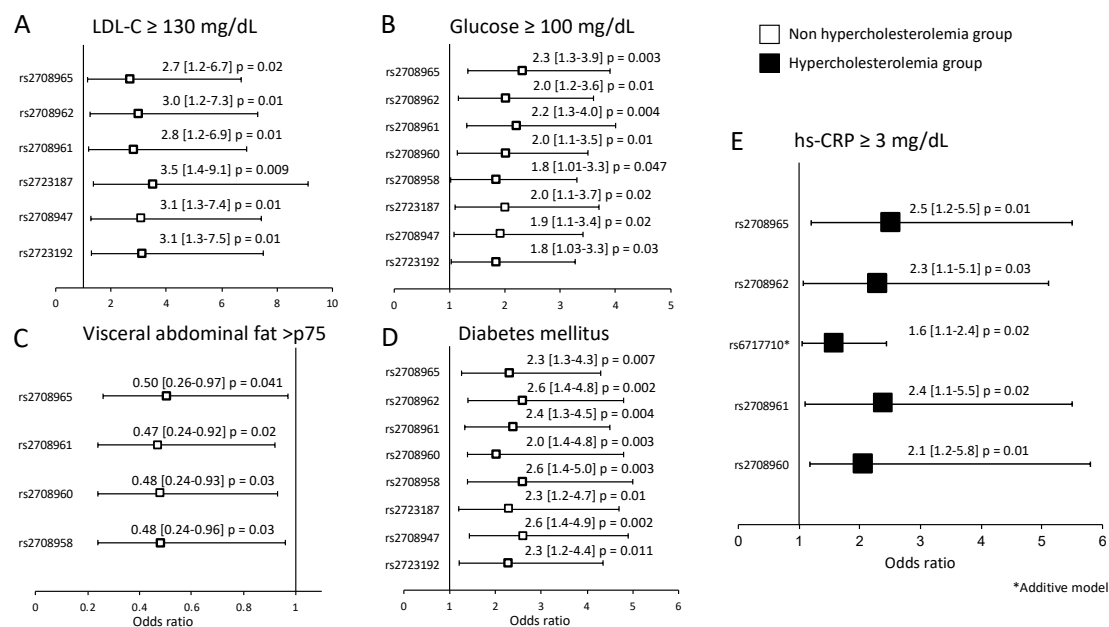 A LDL-C ≥ 130 mg/dL
rs2708965 2.7 [1.2-6.7] p = 0.02
rs2708962 3.0 [1.2-7.3] p = 0.01
rs2708961 2.8 [1.2-6.9] p = 0.01
rs2723187 3.5 [1.4-9.1] p = 0.009
rs2708947 3.1 [1.3-7.4] p = 0.01
rs2723192 3.1 [1.3-7.5] p = 0.01
0 2 4 6 8 10
B Glucose ≥ 100 mg/dL
rs2708965 2.3 [1.3-3.9] p = 0.003
rs2708962 2.0 [1.2-3.6] p = 0.01
rs2708961 2.2 [1.3-4.0] p = 0.004
rs2708960 2.0 [1.1-3.5] p = 0.01
rs2708958 1.8 [1.01-3.3] p = 0.047
rs2723187 2.0 [1.1-3.7] p = 0.02
rs2708947 1.9 [1.1-3.4] p = 0.02
rs2723192 1.8 [1.03-3.3] p = 0.03
0 1 2 3 4 5
Non hypercholesterolemia group
Hypercholesterolemia group
C Visceral abdominal fat >p75
rs2708965 0.50 [0.26-0.97] p = 0.041
rs2708961 0.47 [0.24-0.92] p = 0.02
rs2708960 0.48 [0.24-0.93] p = 0.03
rs2708958 0.48 [0.24-0.96] p = 0.03
0 0.2 0.4 0.6 0.8 1
Odds ratio
D Diabetes mellitus
rs2708965 2.3 [1.3-4.3] p = 0.007
rs2708962 2.6 [1.4-4.8] p = 0.002
rs2708961 2.4 [1.3-4.5] p = 0.004
rs2708960 2.0 [1.4-4.8] p = 0.003
rs2708958 2.6 [1.4-5.0] p = 0.003
rs2723187 2.3 [1.2-4.7] p = 0.01
rs2708947 2.6 [1.4-4.9] p = 0.002
rs2723192 2.3 [1.2-4.4] p = 0.011
0 1 2 3 4 5 6
Odds ratio
E hs-CRP ≥ 3 mg/dL
rs2708965 2.5 [1.2-5.5] p = 0.01
rs2708962 2.3 [1.1-5.1] p = 0.03
rs6717710* 1.6 [1.1-2.4] p = 0.02
rs2708961 2.4 [1.1-5.5] p = 0.02
rs2708960 2.1 [1.2-5.8] p = 0.01
0 1 2 3 4 5 6
Odds ratio
*Additive model